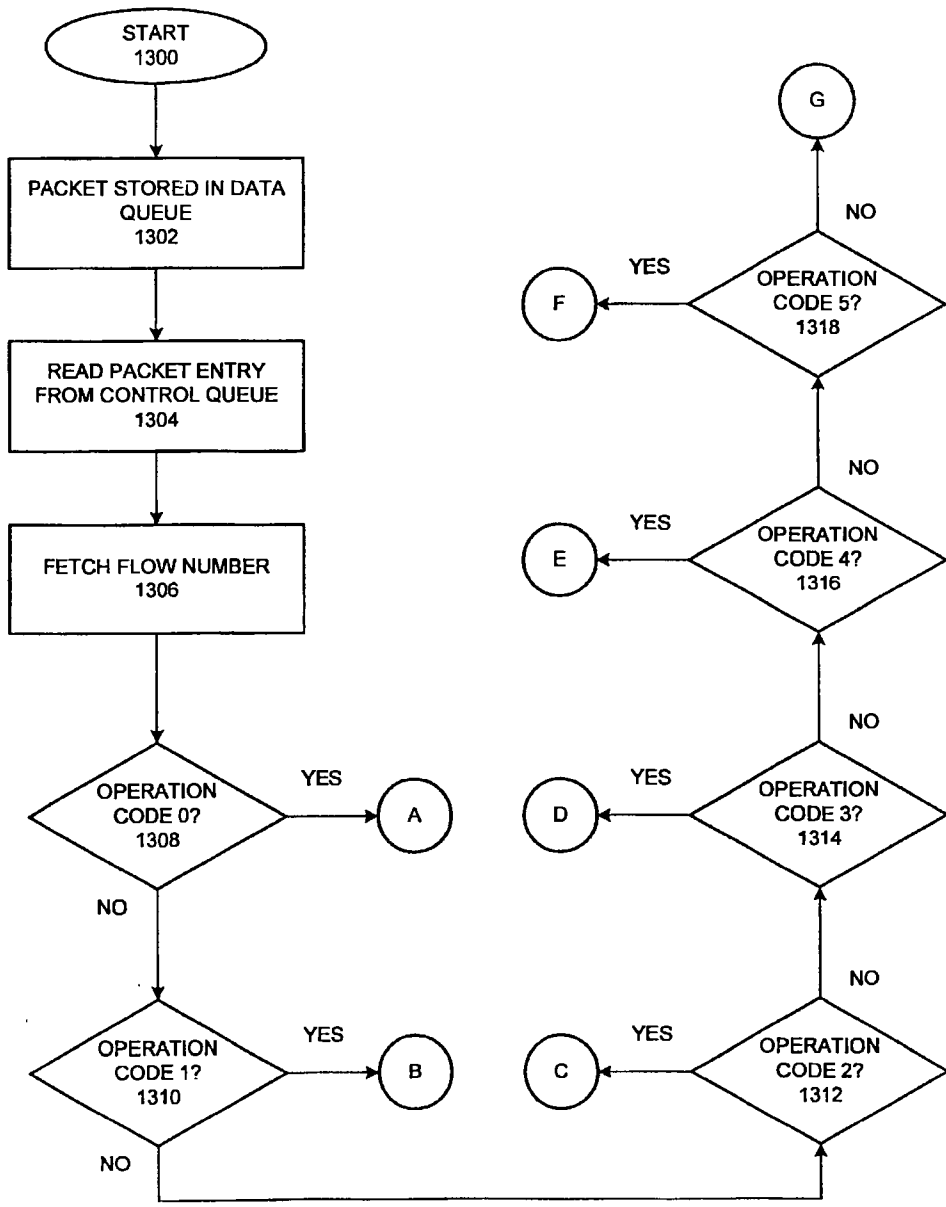 START
1300
PACKET STORED IN DATA
QUEUE
1302
READ PACKET ENTRY
FROM CONTROL QUEUE
1304
FETCH FLOW NUMBER
1306
OPERATION
CODE 0?
1308
YES
A
NO
OPERATION
CODE 1?
1310
YES
B
NO
OPERATION
CODE 2?
1312
YES
C
NO
OPERATION
CODE 3?
1314
YES
D
NO
OPERATION
CODE 4?
1316
YES
E
NO
OPERATION
CODE 5?
1318
YES
F
NO
G